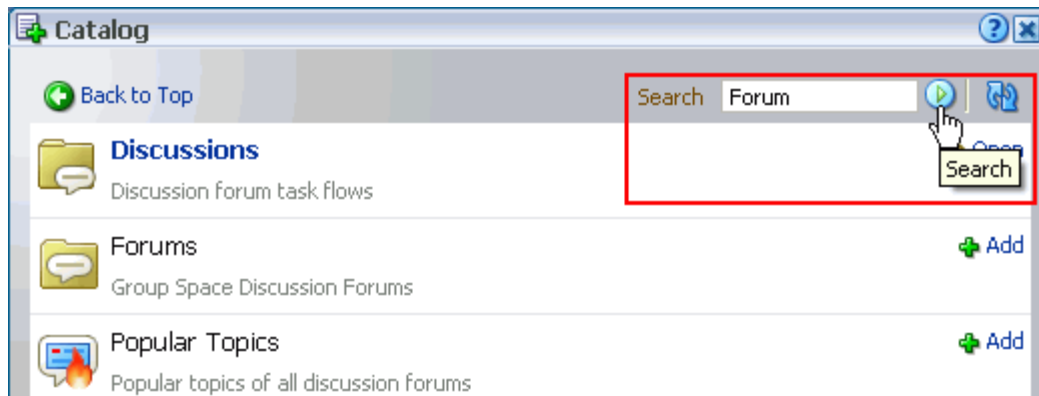 Catalog
Back to Top
Search Forum
Discussions
Open
Search
Discussion forum task flows
Forums
Add
Group Space Discussion Forums
Popular Topics
Add
Popular topics of all discussion forums